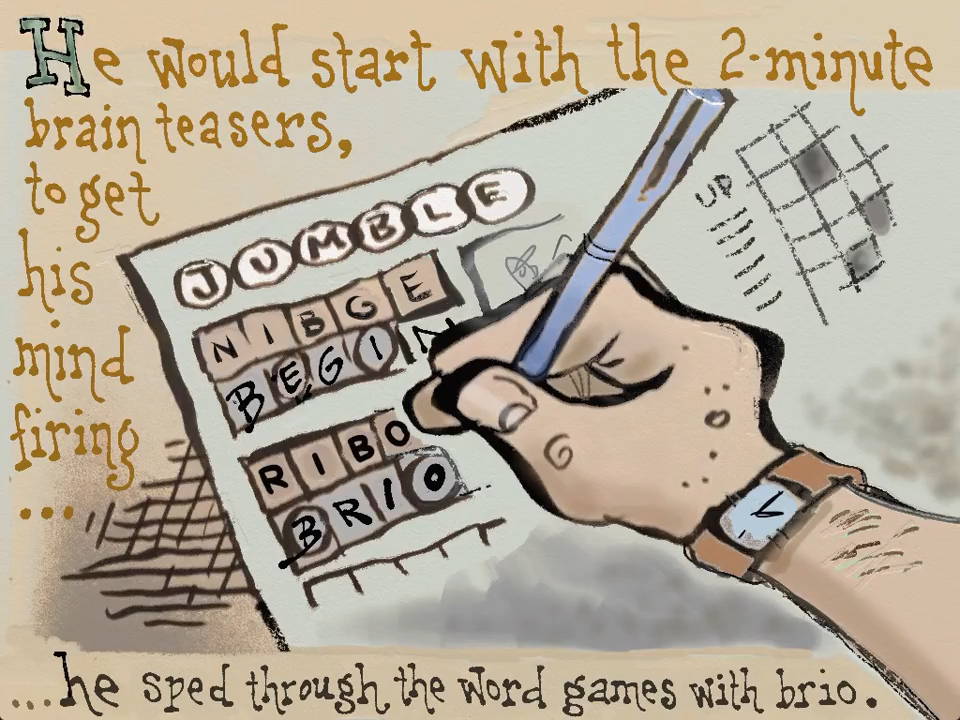 He would start with the 2-minute
brain teasers,
to get
his
mind
firing
...
JUMBLE
NIBGE
BEGIN
RIBO
BRIO
UP
...he sped through the word games with brio.